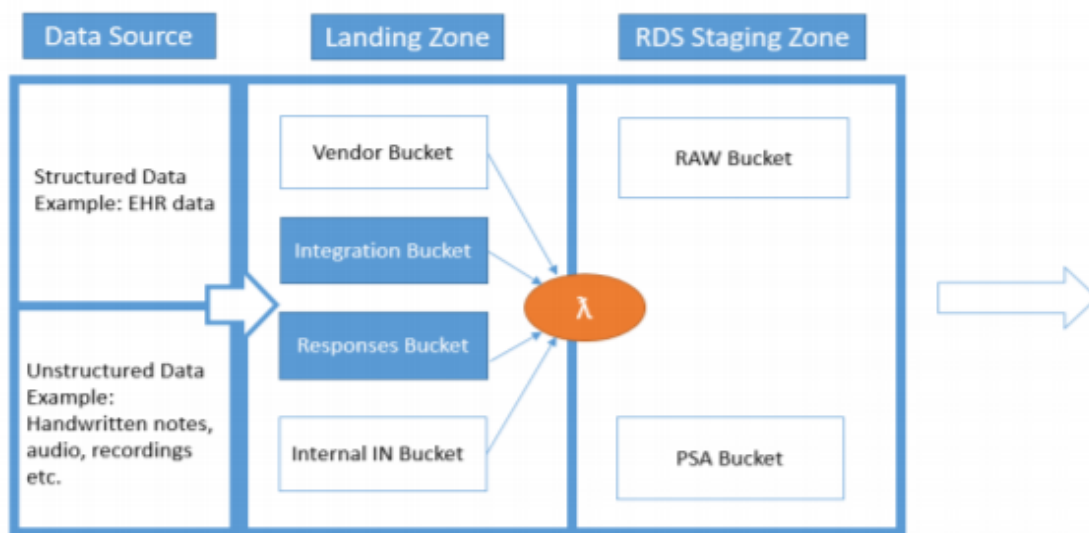 Data Source
Landing Zone
RDS Staging Zone
Structured Data
Example: EHR data
Unstructured Data
Example:
Handwritten notes,
audio, recordings
etc.
Vendor Bucket
Integration Bucket
Responses Bucket
Internal IN Bucket
λ
RAW Bucket
PSA Bucket